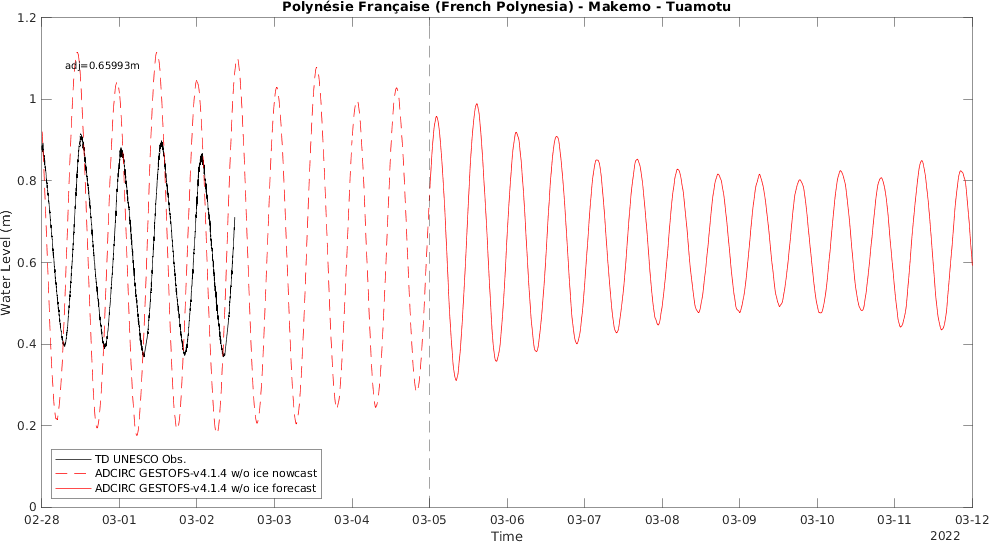 Polynésie Française (French Polynesia) - Makemo - Tuamotu
1.2
1
0.8
0.6
0.4
0.2
0
Water Level (m)
adj=0.65993m
TD UNESCO Obs.
ADCIRC GESTOFS-v4.1.4 w/o ice nowcast
ADCIRC GESTOFS-v4.1.4 w/o ice forecast
02-28 03-01 03-02 03-03 03-04 03-05 03-06 03-07 03-08 03-09 03-10 03-11 03-12
Time
2022